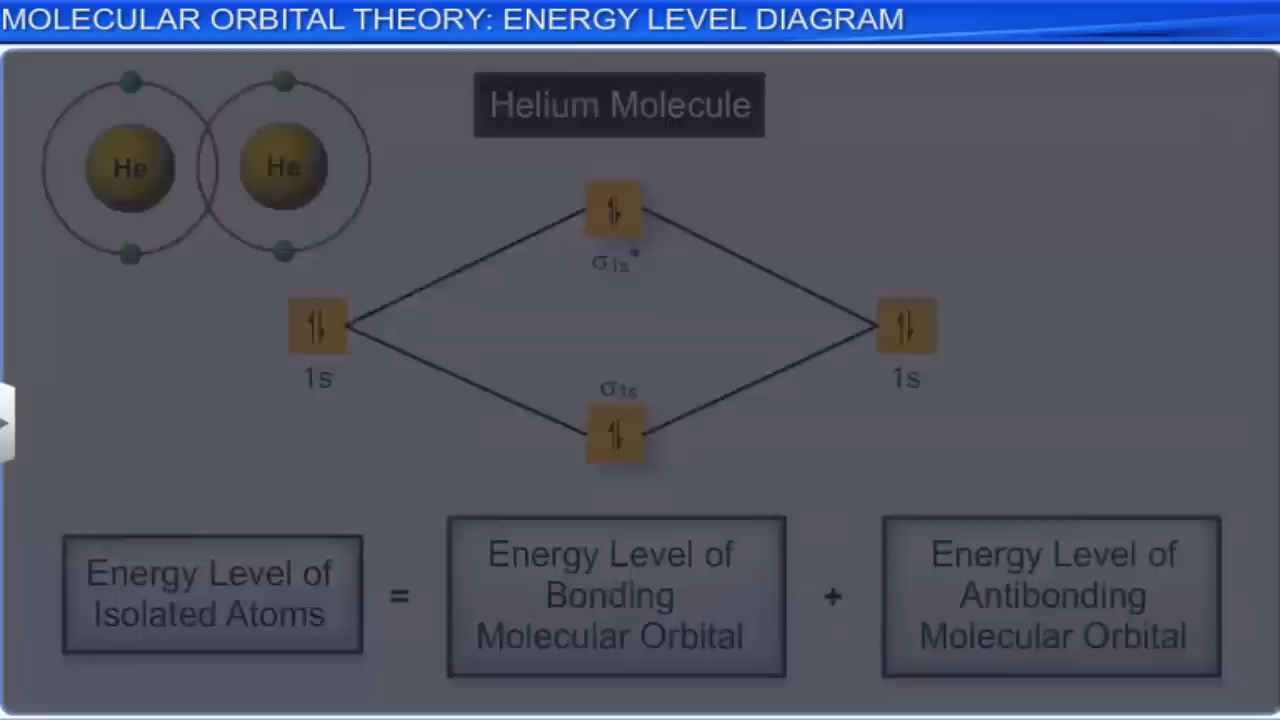 MOLECULAR ORBITAL THEORY: ENERGY LEVEL DIAGRAM
Helium Molecule
He He
⥮
σ1s*
⥮ ⥮
1s 1s
σ1s
⥮
Energy Level of
Isolated Atoms
=
Energy Level of
Bonding
Molecular Orbital
+
Energy Level of
Antibonding
Molecular Orbital